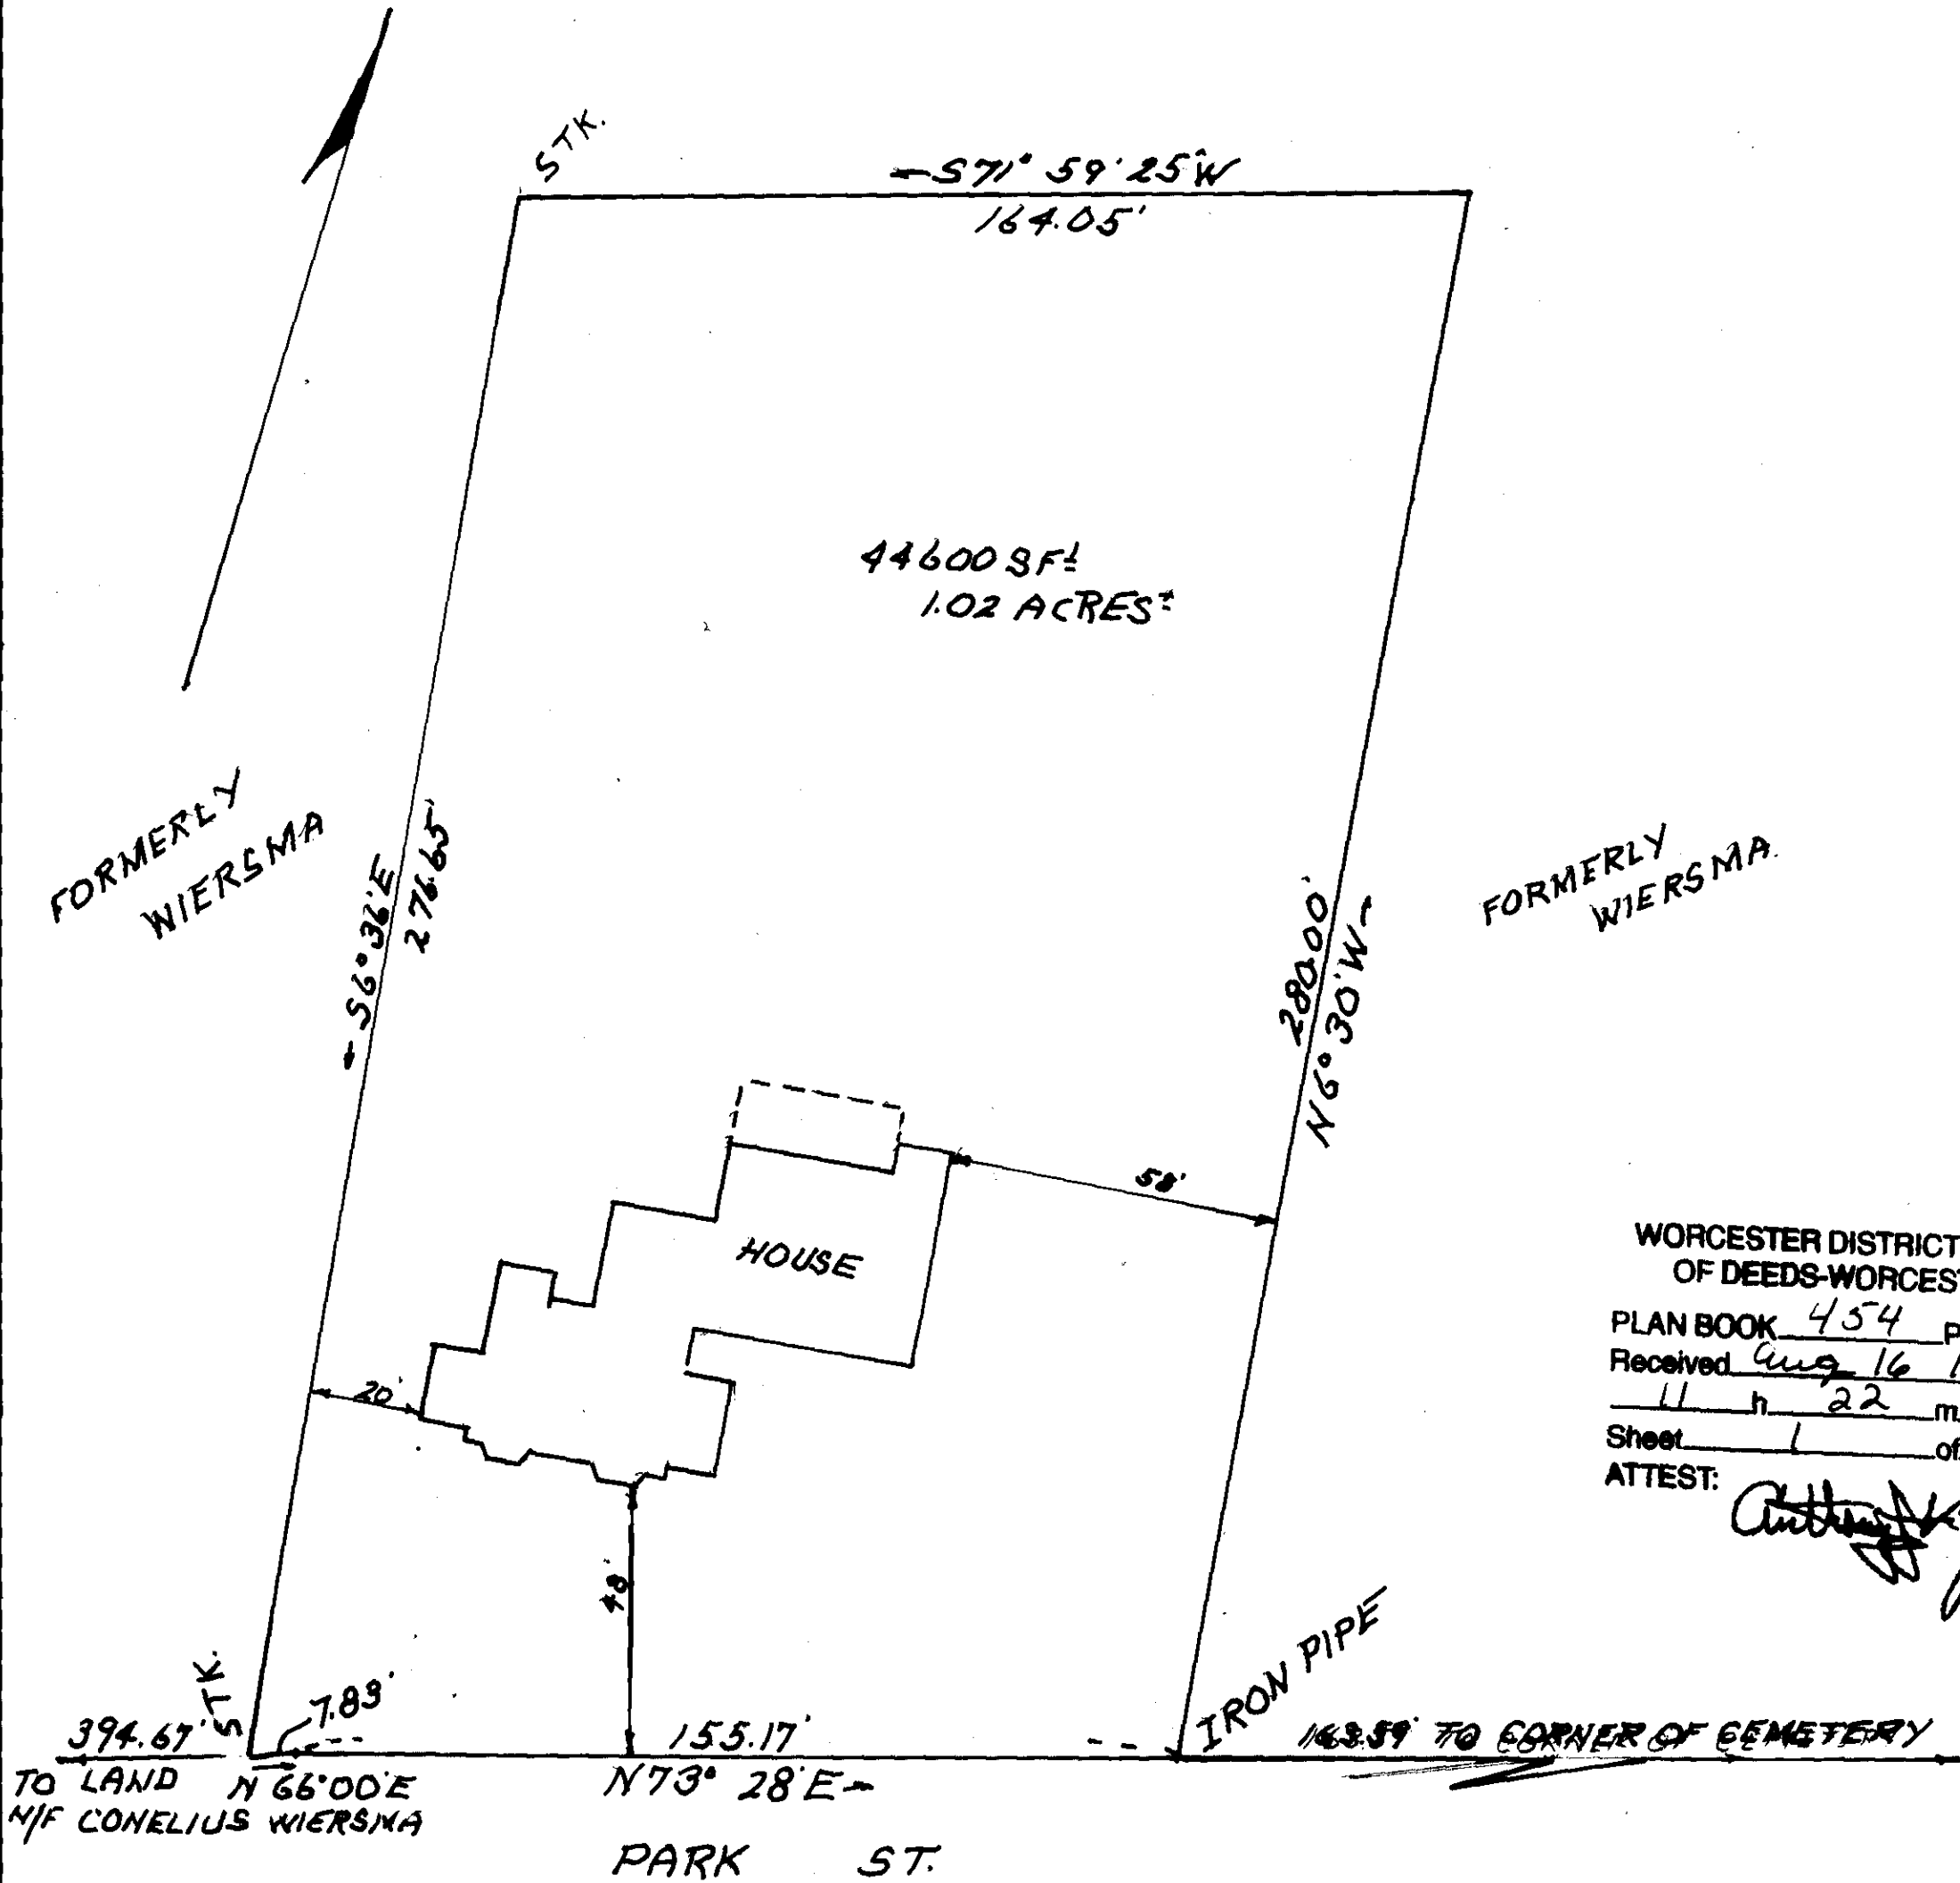 STK.
S71° 59' 25" W
164.05'
44600 SF±
1.02 ACRES±
FORMERLY
WIERSMA
S6° 36' E
276.65'
FORMERLY
WIERSMA.
280.00'
N6° 30' W
58'
HOUSE
20'
48'
WORCESTER DISTRICT
OF DEEDS-WORCES
PLAN BOOK 454 P
Received Aug 16 1
11 h 22 m
Sheet 1 of
ATTEST:
STK.
7.83'
IRON PIPE
394.67'
155.17'
TO CORNER OF CEMETERY
TO LAND
N 66°00'E
N73° 28' E
N/F CONELIUS WIERSMA
PARK ST.